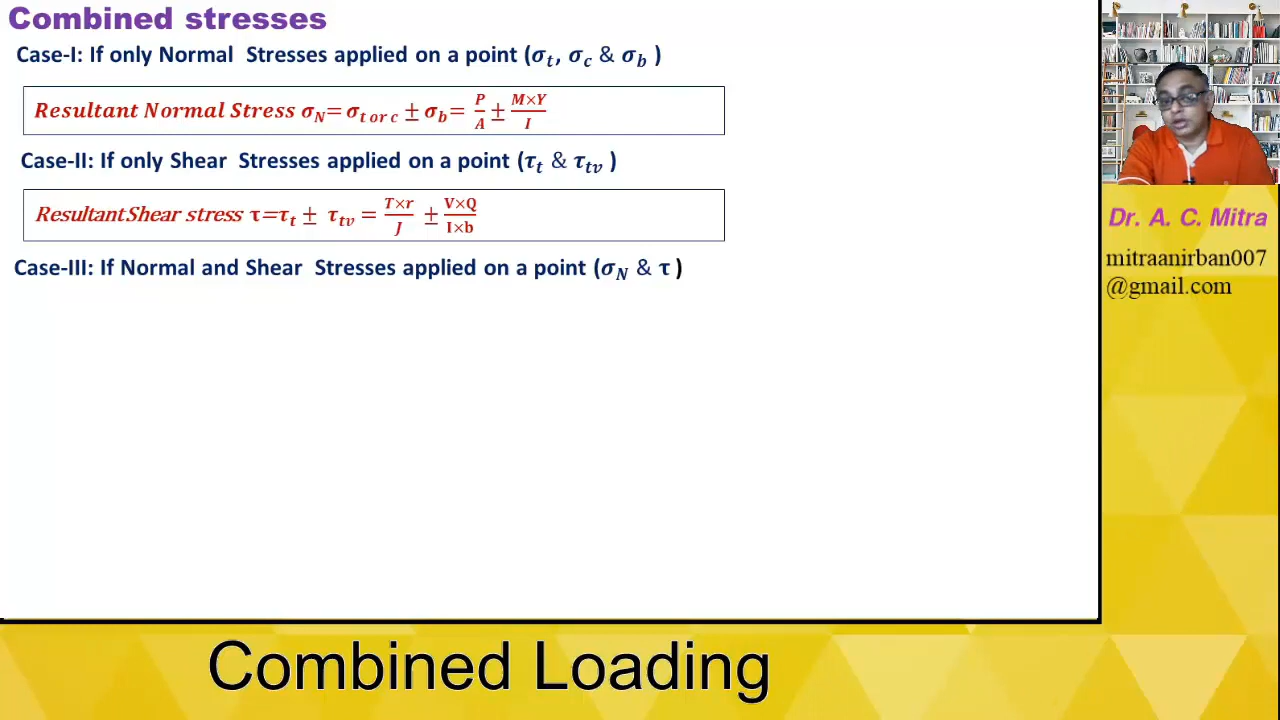 Combined stresses
Case-I: If only Normal Stresses applied on a point (σt, σc & σb )
Resultant Normal Stress σN= σt or c ± σb= P/A ± M×Y/I
Case-II: If only Shear Stresses applied on a point (τt & τtv )
Resultant Shear stress τ=τt ± τtv = T×r/J ± V×Q/I×b
Case-III: If Normal and Shear Stresses applied on a point (σN & τ )
Dr. A. C. Mitra
mitraanirban007
@gmail.com
Combined Loading